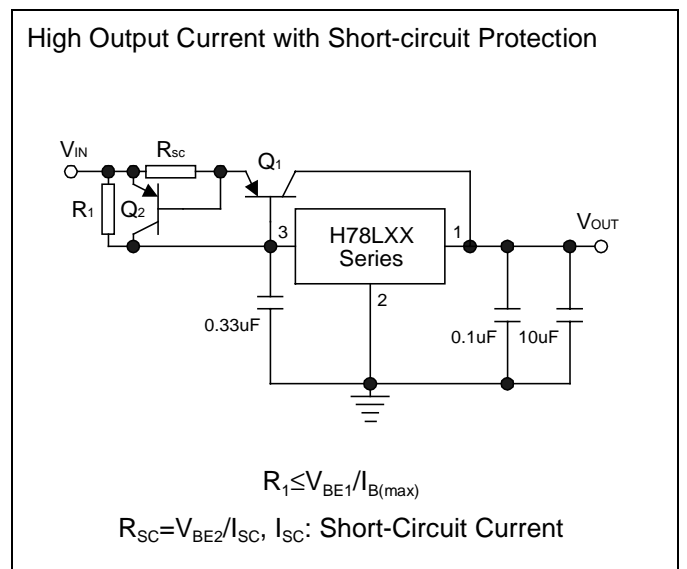 High Output Current with Short-circuit Protection
VIN
Rsc
Q1
R1
Q2
3
H78LXX
Series
1
VOUT
2
0.33uF
0.1uF
10uF
R1≤VBE1/IB(max)
RSC=VBE2/ISC, ISC: Short-Circuit Current